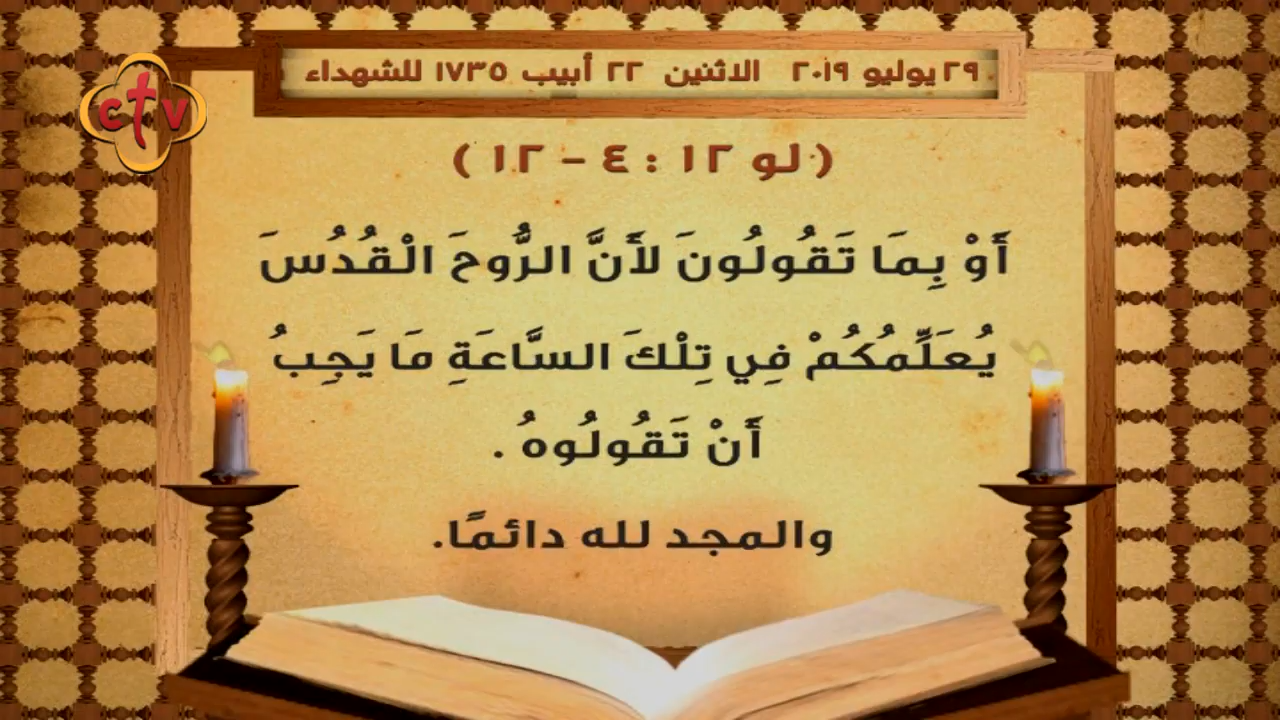 ٢٩ يوليو ٢٠١٩ الاثنين ٢٢ أبيب ١٧٣٥ للشهداء
ctv
( لو ١٢ : ٤ - ١٢ )
أَوْ بِمَا تَقُولُونَ لأَنَّ الرُّوحَ الْقُدُسَ
يُعَلِّمُكُمْ فِي تِلْكَ السَّاعَةِ مَا يَجِبُ
أَنْ تَقُولُوهُ .
والمجد لله دائمًا.